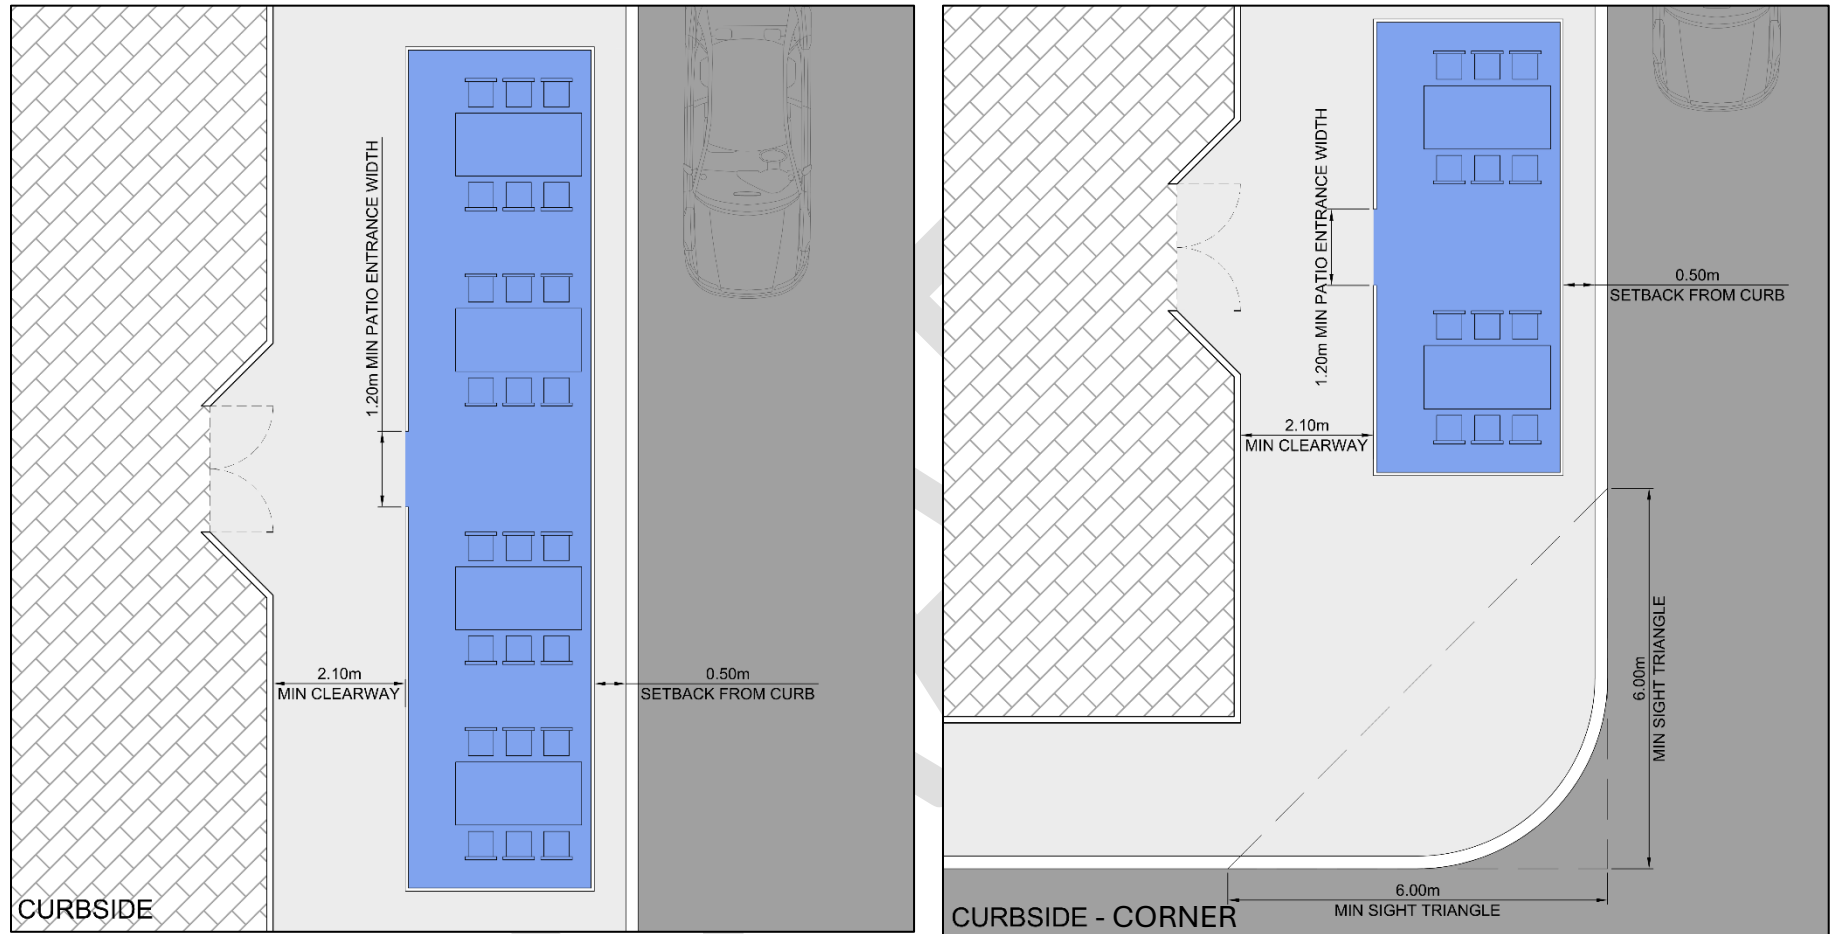 1.20m MIN PATIO ENTRANCE WIDTH
2.10m
MIN CLEARWAY
0.50m
SETBACK FROM CURB
CURBSIDE
1.20m MIN PATIO ENTRANCE WIDTH
0.50m
SETBACK FROM CURB
2.10m
MIN CLEARWAY
6.00m
MIN SIGHT TRIANGLE
6.00m
MIN SIGHT TRIANGLE
CURBSIDE - CORNER